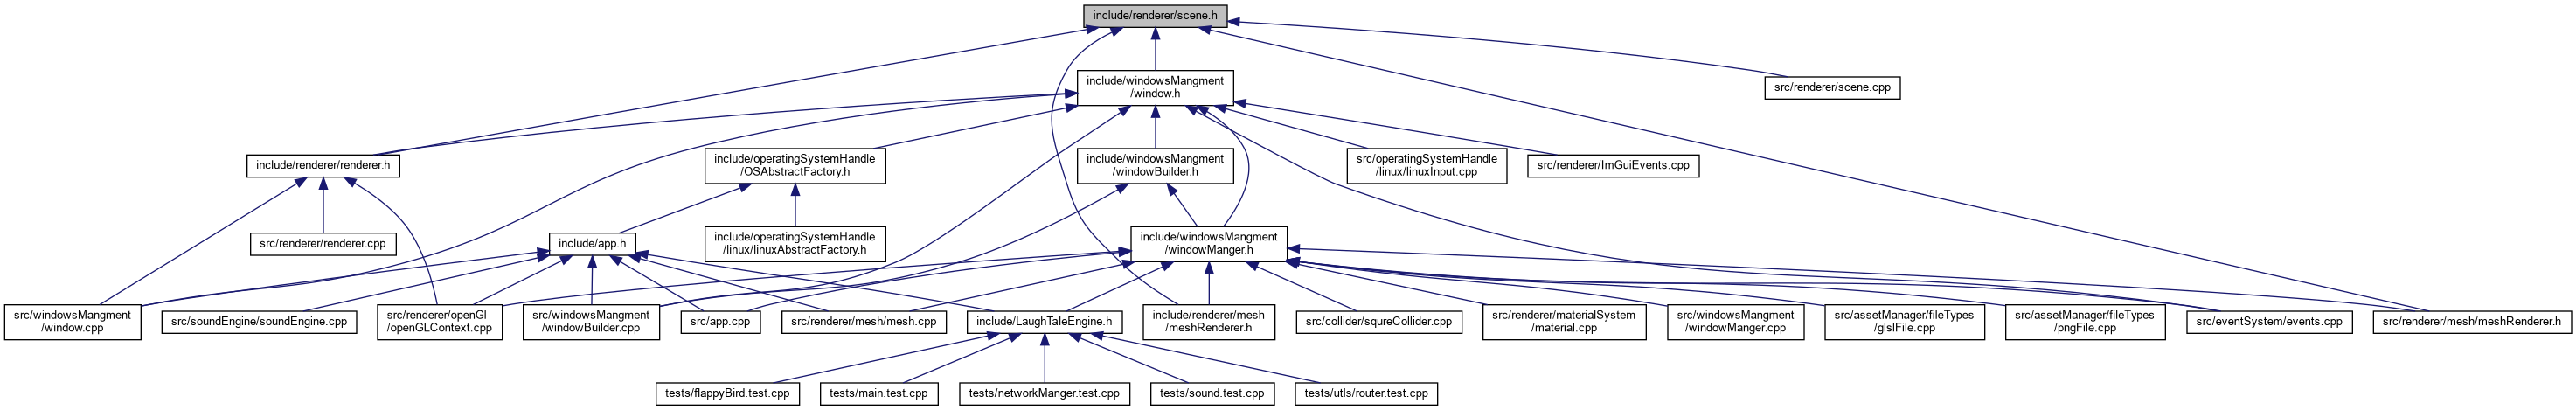 include/renderer/scene.h
include/windowsMangment
/window.h
src/renderer/scene.cpp
include/renderer/renderer.h
include/operatingSystemHandle
/OSAbstractFactory.h
include/windowsMangment
/windowBuilder.h
src/operatingSystemHandle
/linux/linuxInput.cpp
src/renderer/ImGuiEvents.cpp
src/renderer/renderer.cpp
include/app.h
include/operatingSystemHandle
/linux/linuxAbstractFactory.h
include/windowsMangment
/windowManger.h
src/windowsMangment
/window.cpp
src/soundEngine/soundEngine.cpp
src/renderer/openGl
/openGLContext.cpp
src/windowsMangment
/windowBuilder.cpp
src/app.cpp
src/renderer/mesh/mesh.cpp
include/LaughTaleEngine.h
include/renderer/mesh
/meshRenderer.h
src/collider/squreCollider.cpp
src/renderer/materialSystem
/material.cpp
src/windowsMangment
/windowManger.cpp
src/assetManager/fileTypes
/glslFile.cpp
src/assetManager/fileTypes
/pngFile.cpp
src/eventSystem/events.cpp
src/renderer/mesh/meshRenderer.h
tests/flappyBird.test.cpp
tests/main.test.cpp
tests/networkManger.test.cpp
tests/sound.test.cpp
tests/utls/router.test.cpp